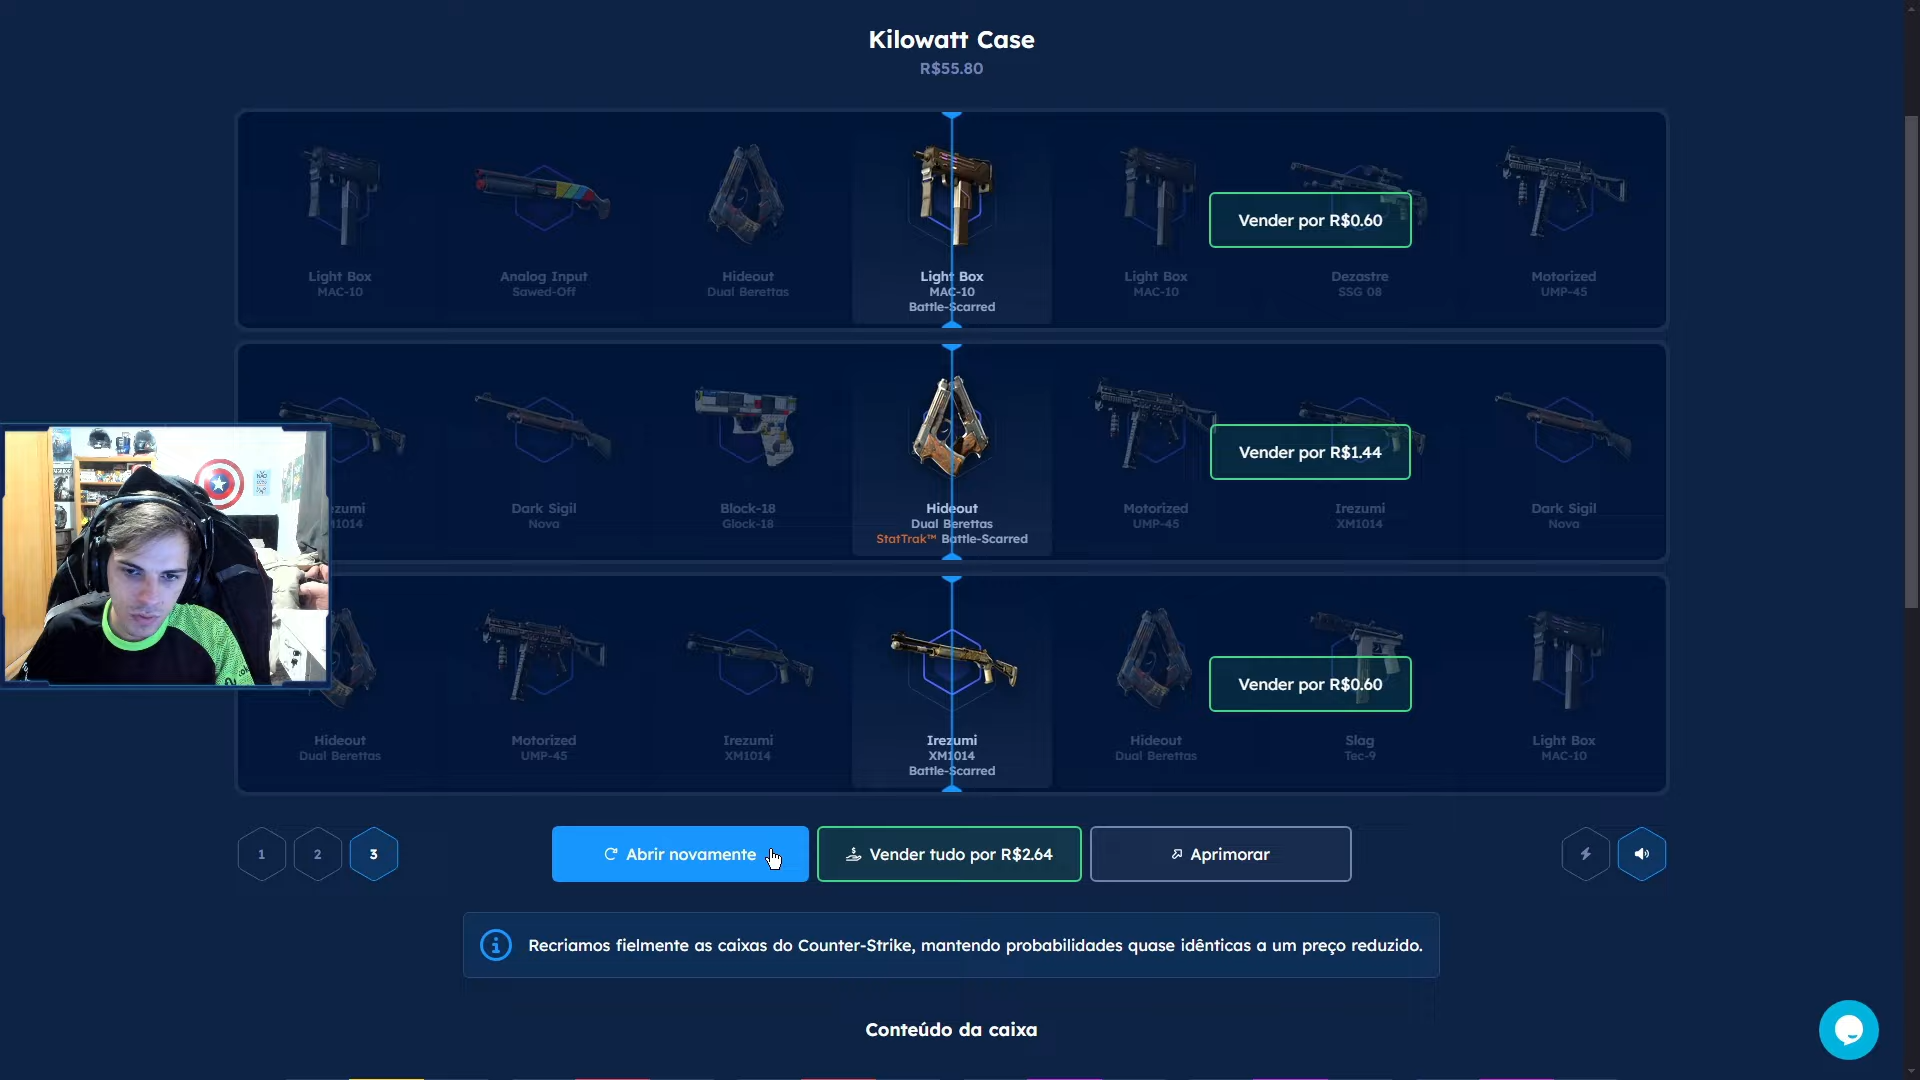 Kilowatt Case
R$55.80
Light Box
MAC-10
Analog Input
Sawed-Off
Hideout
Dual Berettas
Light Box
MAC-10
Battle-Scarred
Light Box
MAC-10
Dezastre
SSG 08
Motorized
UMP-45
Vender por R$0.60
Dark Sigil
Nova
Block-18
Glock-18
Hideout
Dual Berettas
StatTrak™ Battle-Scarred
Motorized
UMP-45
Irezumi
XM1014
Dark Sigil
Nova
Vender por R$1.44
Hideout
Dual Berettas
Motorized
UMP-45
Irezumi
XM1014
Irezumi
XM1014
Battle-Scarred
Hideout
Dual Berettas
Slag
Tec-9
Light Box
MAC-10
Vender por R$0.60
1
2
3
Abrir novamente
Vender tudo por R$2.64
Aprimorar
Recriamos fielmente as caixas do Counter-Strike, mantendo probabilidades quase idênticas a um preço reduzido.
Conteúdo da caixa